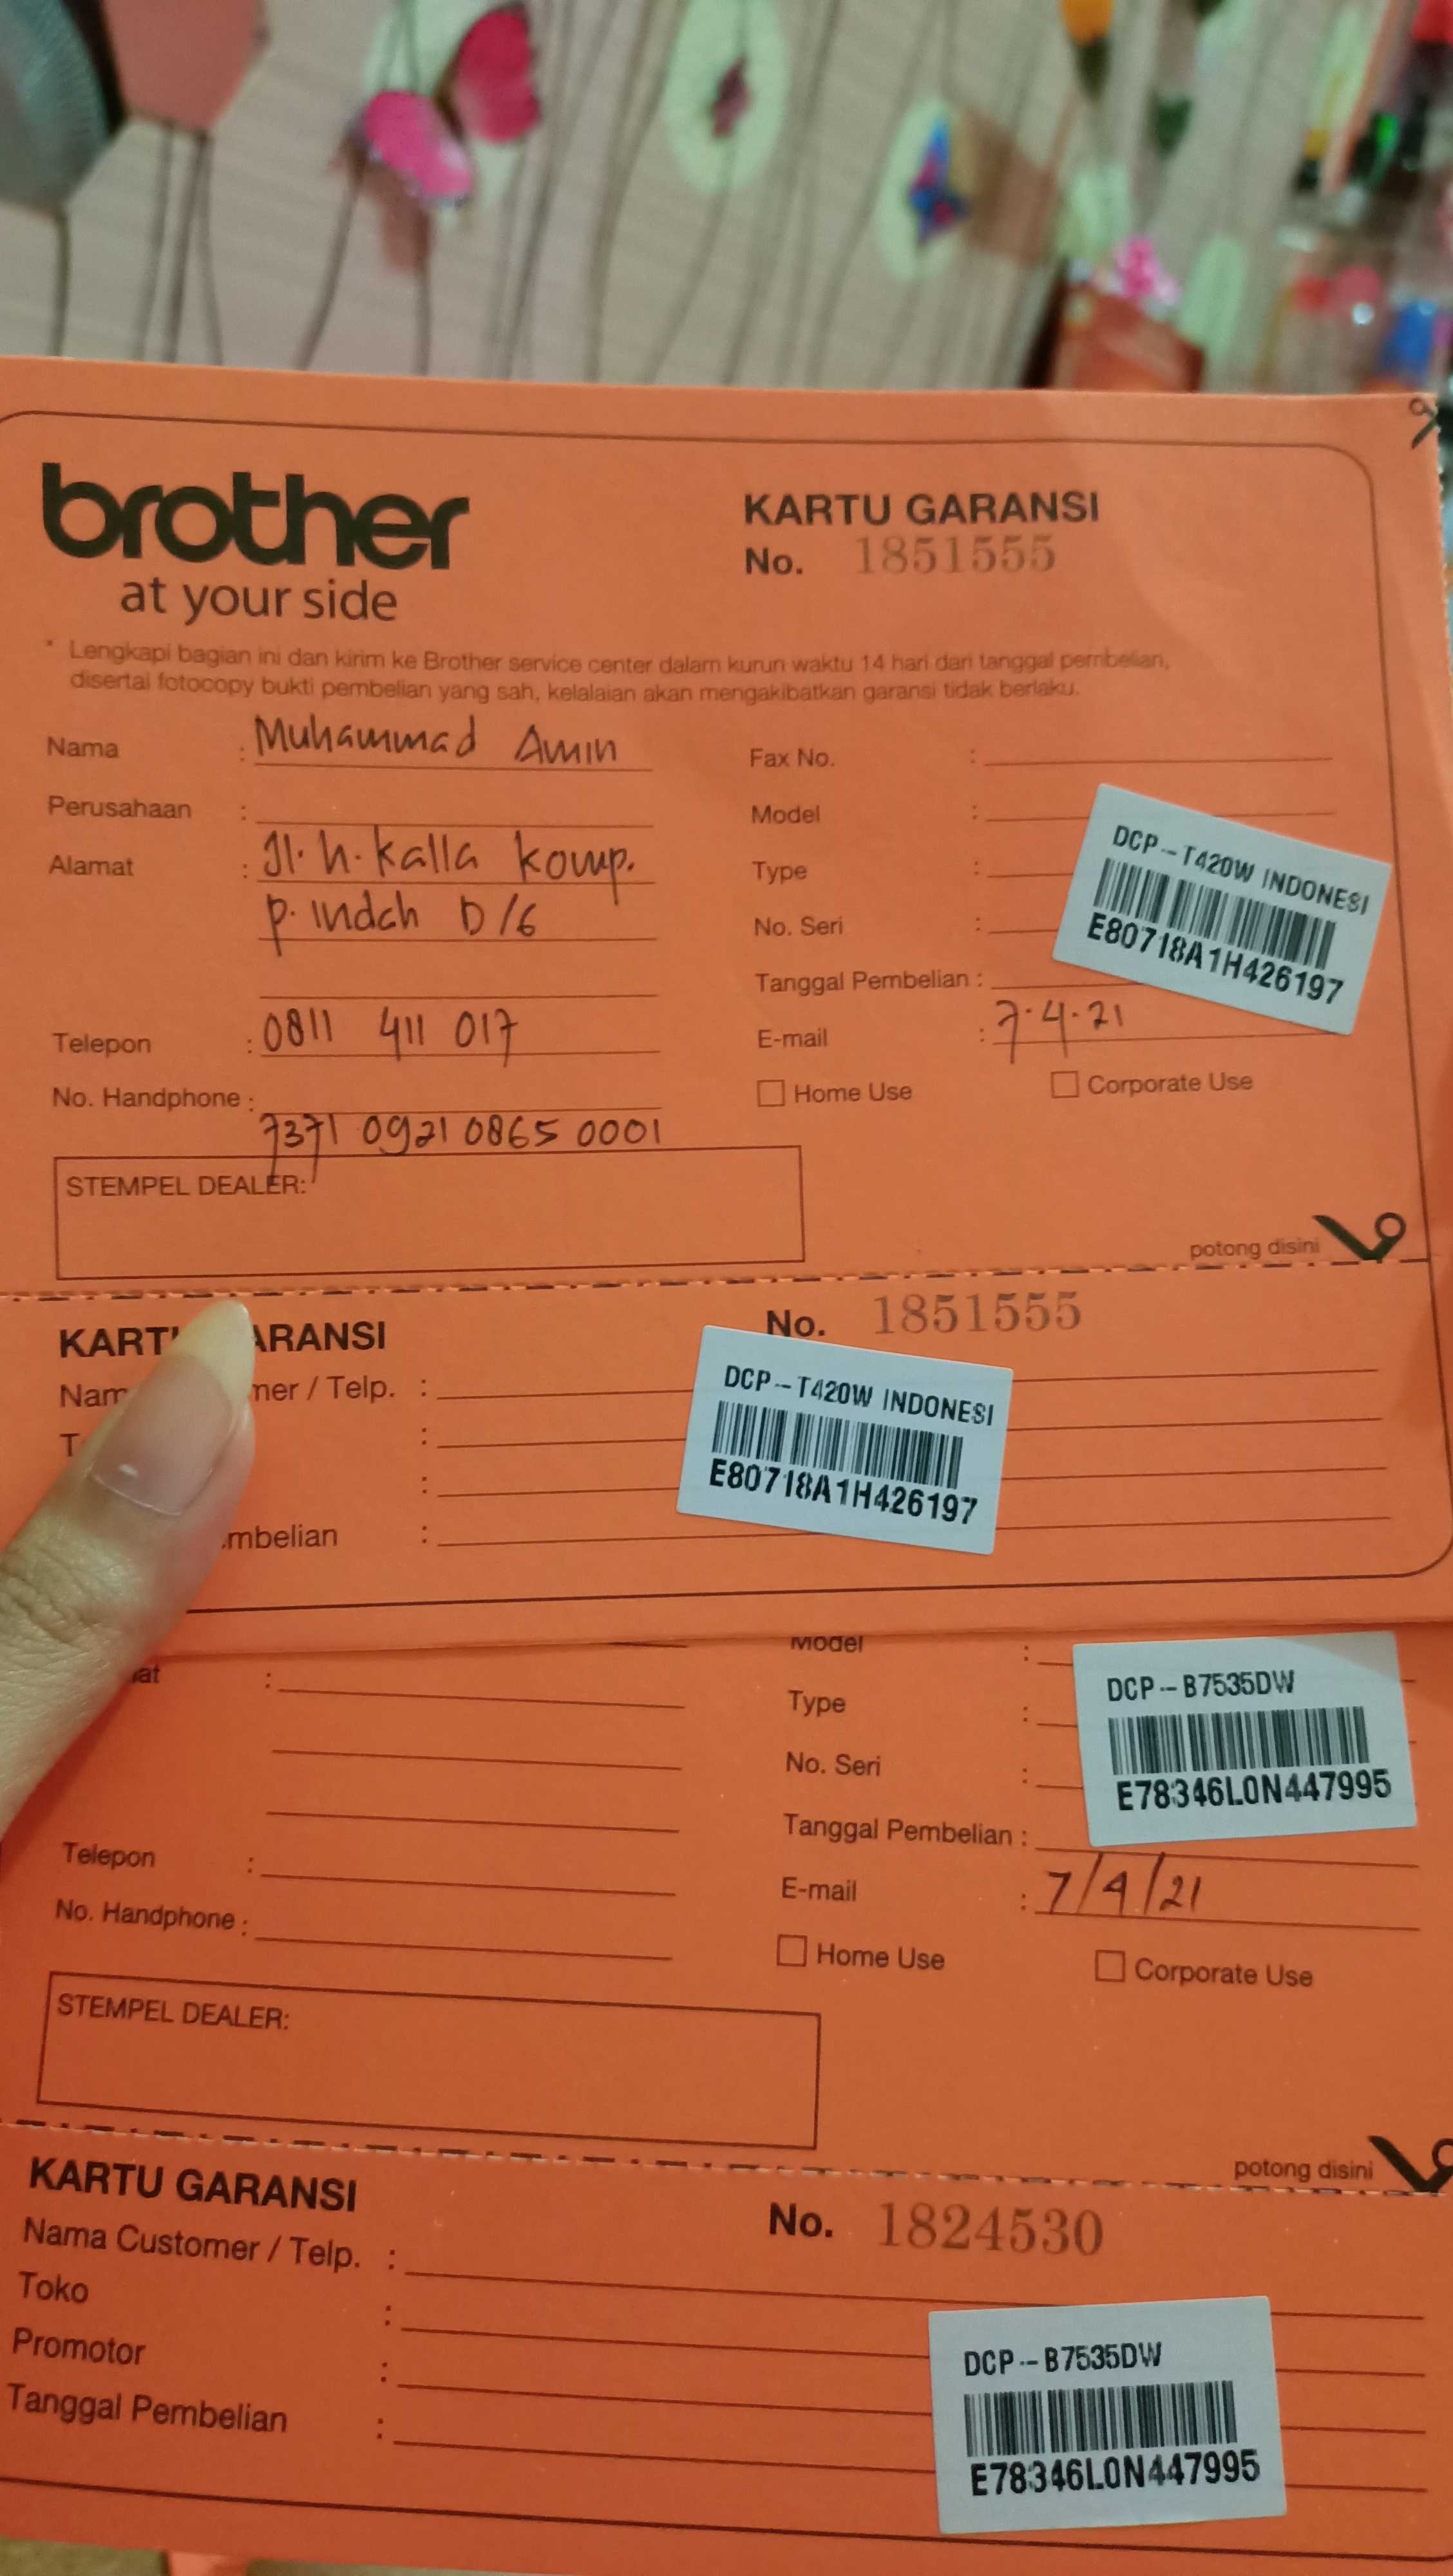 brother
at your side
KARTU GARANSI
No. 1851555
* Lengkapi bagian ini dan kirim ke Brother service center dalam kurun waktu 14 hari dari tanggal pembelian,
disertai fotocopy bukti pembelian yang sah, kelalaian akan mengakibatkan garansi tidak berlaku.
Nama : Muhammad Amin
Perusahaan :
Alamat : Jl. h. kalla komp.
p. indah D/6
Telepon : 0811 411 017
No. Handphone :
7371 0921 0865 0001
STEMPEL DEALER:
Fax No. :
Model :
Type :
No. Seri :
Tanggal Pembelian :
E-mail : 7.4.21
Home Use
Corporate Use
DCP-T420W INDONESI
E80718A1H426197
potong disini
No. 1851555
/ Telp. :
:
:
:
DCP-T420W INDONESI
E80718A1H426197
:
Telepon :
No. Handphone :
STEMPEL DEALER:
Model :
Type :
No. Seri :
Tanggal Pembelian :
E-mail : 7/4/21
Home Use
Corporate Use
DCP-B7535DW
E78346L0N447995
potong disini
KARTU GARANSI
No. 1824530
Nama Customer / Telp. :
Toko :
Promotor :
Tanggal Pembelian :
DCP-B7535DW
E78346L0N447995